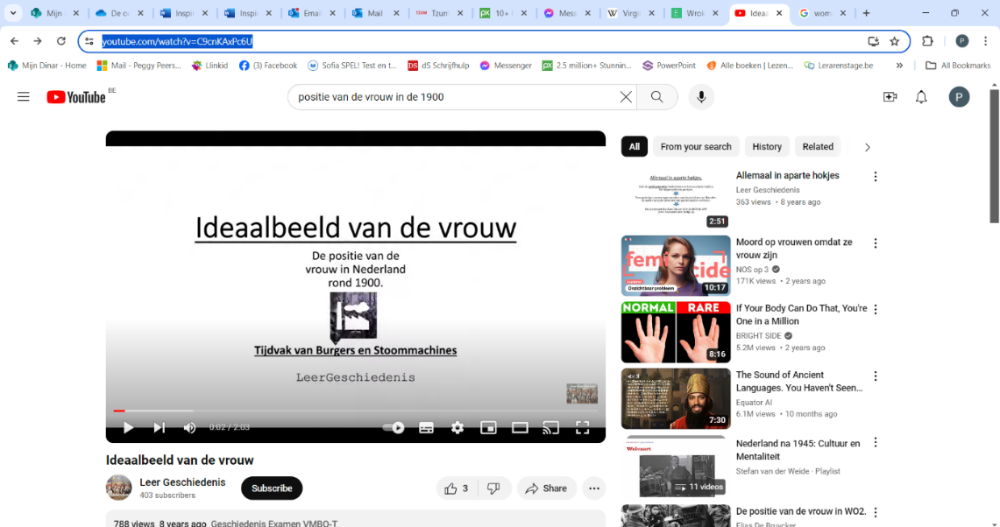 Mijn
De c
Inspi
Inspi
Email
Mail
Tzum
10+
Mess
Virgi
Wroi
Ideaa
wom
youtube.com/watch?v=C9cnKAxPc6U
Mijn Dinar - Home
Mail - Peggy Peers...
Llinkid
(3) Facebook
Sofia SPEL! Test en t...
dS Schrijfhulp
Messenger
2.5 million+ Stunnin...
PowerPoint
Alle boeken | Lezen...
Lerarenstage.be
»
All Bookmarks
YouTube BE
positie van de vrouw in de 1900
P
Ideaalbeeld van de vrouw
De positie van de
vrouw in Nederland
rond 1900.
Tijdvak van Burgers en Stoommachines
LeerGeschiedenis
0:02 / 2:03
Ideaalbeeld van de vrouw
Leer Geschiedenis
403 subscribers
Subscribe
3
Share
788 views 8 years ago Geschiedenis Examen VMBO-T
All
From your search
History
Related
Allemaal in aparte hokjes.
2:51
Allemaal in aparte hokjes
Leer Geschiedenis
363 views • 8 years ago
femicide
Onzichtbaar probleem
10:17
Moord op vrouwen omdat ze
vrouw zijn
NOS op 3
171K views • 2 years ago
NORMAL RARE
8:16
If Your Body Can Do That, You're
One in a Million
BRIGHT SIDE
5.2M views • 2 years ago
7:30
The Sound of Ancient
Languages. You Haven't Seen...
Equator AI
6.1M views • 10 months ago
Welvaart
11 videos
Nederland na 1945: Cultuur en
Mentaliteit
Stefan van der Weide · Playlist
De positie van de vrouw in WO2.
Elias De Bruycker